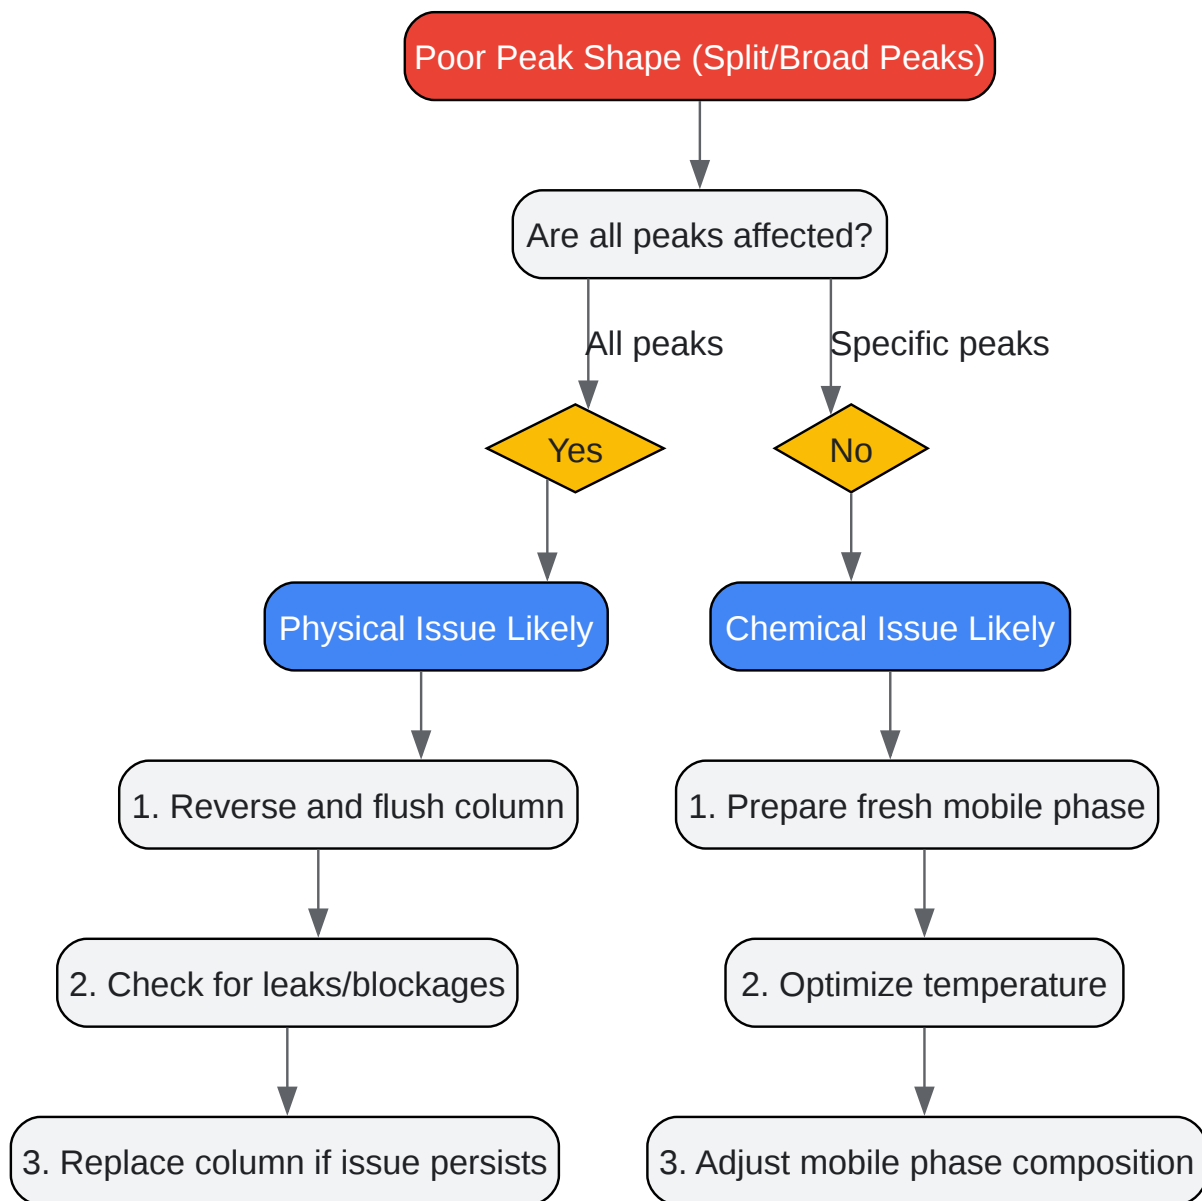 Poor Peak Shape (Split/Broad Peaks)
Are all peaks affected?
All peaks
Specific peaks
Yes
No
Physical Issue Likely
Chemical Issue Likely
1. Reverse and flush column
1. Prepare fresh mobile phase
2. Check for leaks/blockages
2. Optimize temperature
3. Replace column if issue persists
3. Adjust mobile phase composition